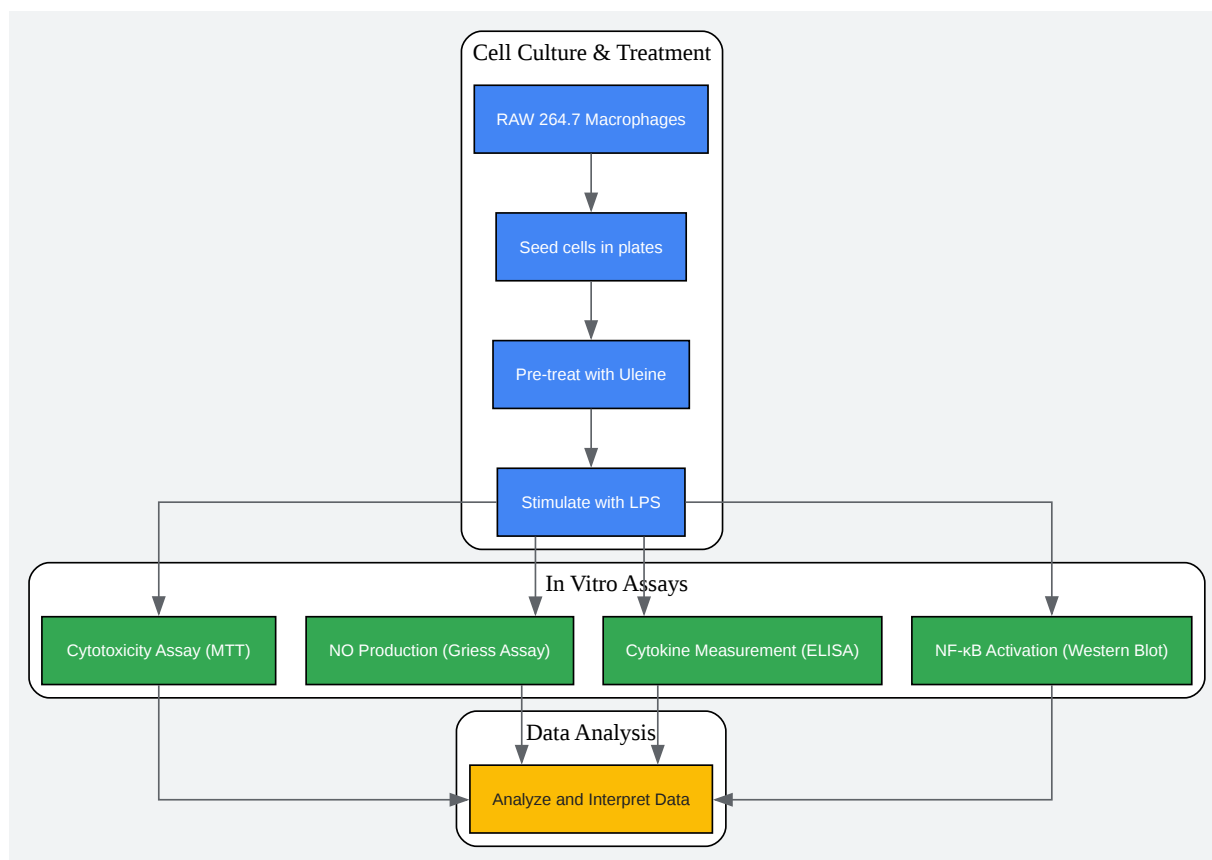 Cell Culture & Treatment
RAW 264.7 Macrophages
Seed cells in plates
Pre-treat with Uleine
Stimulate with LPS
In Vitro Assays
Cytotoxicity Assay (MTT)
NO Production (Griess Assay)
Cytokine Measurement (ELISA)
NF-κB Activation (Western Blot)
Data Analysis
Analyze and Interpret Data